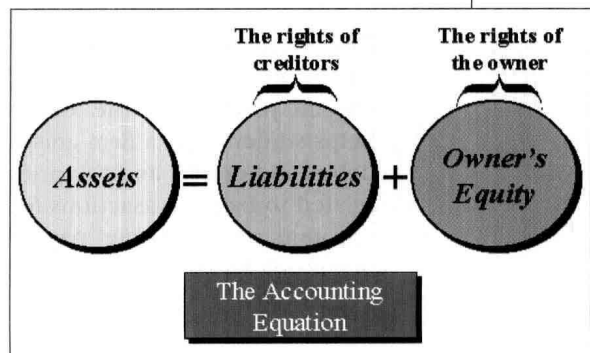 The rights of
creditors
The rights of
the owner
Assets = Liabilities + Owner's
Equity
The Accounting
Equation